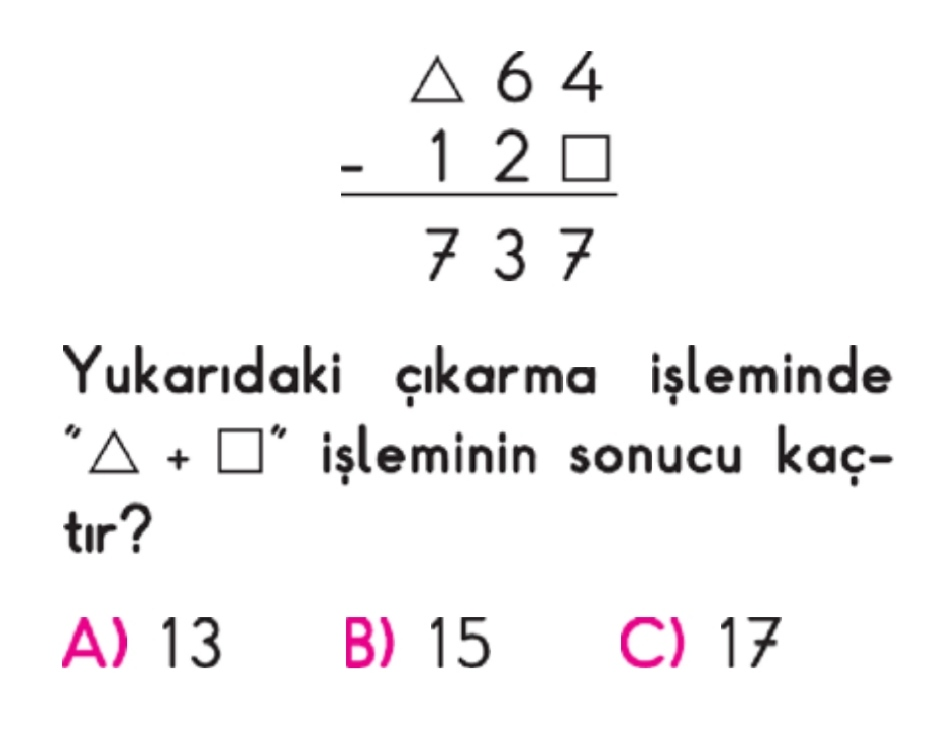 △ 6 4
- 1 2 □
7 3 7
Yukarıdaki çıkarma işleminde
"△ + □" işleminin sonucu kaç-
tır?
A) 13 B) 15 C) 17